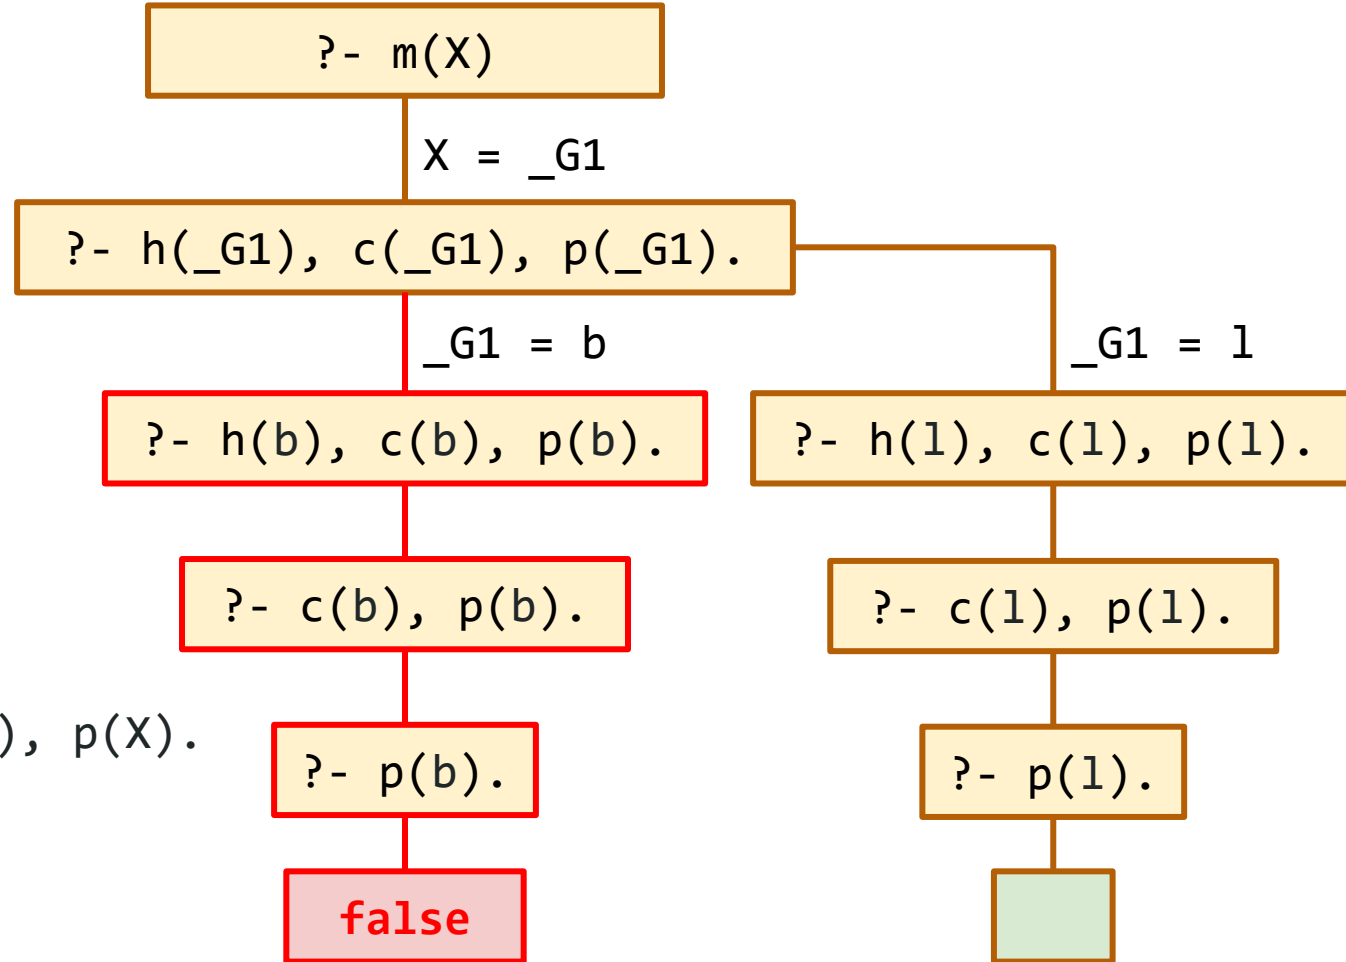 ?- m(X)
X = _G1
?- h(_G1), c(_G1), p(_G1).
_G1 = b
_G1 = l
?- h(b), c(b), p(b).
?- h(l), c(l), p(l).
?- c(b), p(b).
?- c(l), p(l).
), p(X).
?- p(b).
?- p(l).
false